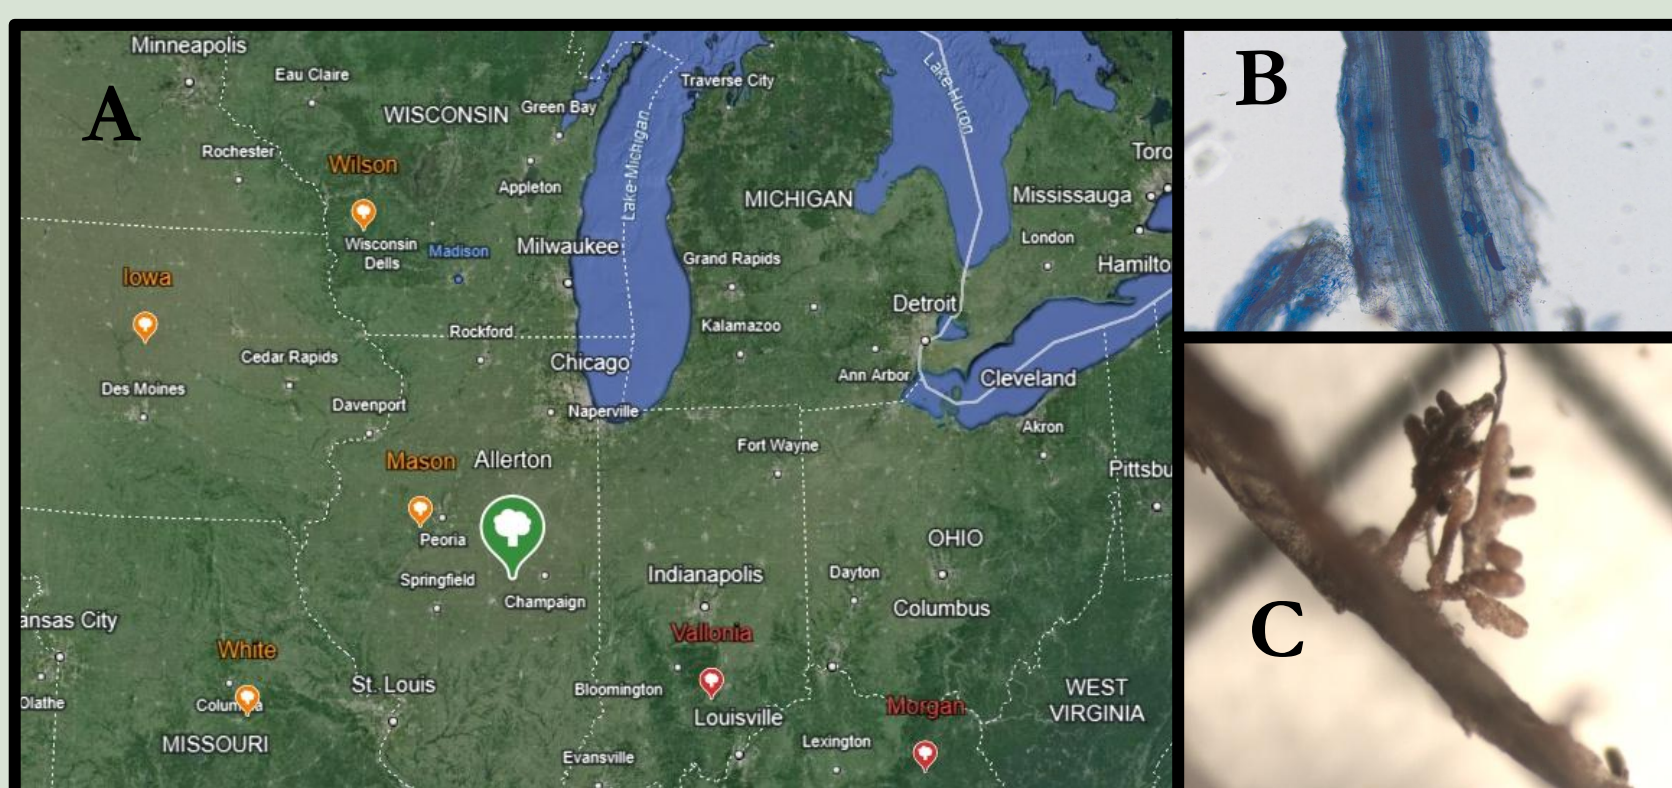 A
Minneapolis
Eau Claire
WISCONSIN
Green Bay
Traverse City
Lake Huron
Rochester
Wilson
Appleton
Lake Michigan
MICHIGAN
Toro
Mississauga
Wisconsin
Dells
Madison
Milwaukee
Grand Rapids
London
Hamilto
Iowa
Detroit
Rockford
Kalamazoo
Cedar Rapids
Chicago
Ann Arbor
Cleveland
Des Moines
Davenport
Naperville
Akron
Mason
Allerton
Fort Wayne
Pittsbu
Peoria
OHIO
Springfield
Champaign
Indianapolis
Dayton
Columbus
ansas City
Vallonia
White
St. Louis
Bloomington
WEST
VIRGINIA
Olathe
Colum a
Louisville
Morgan
MISSOURI
Evansville
Lexington
B
C